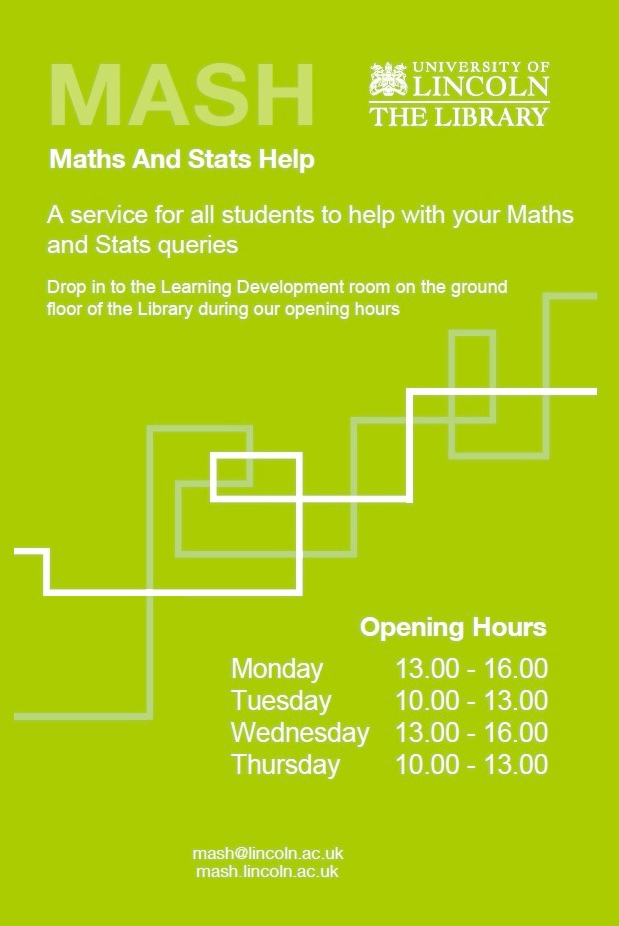 MASH
UNIVERSITY OF
LINCOLN
THE LIBRARY
Maths And Stats Help
A service for all students to help with your Maths
and Stats queries
Drop in to the Learning Development room on the ground
floor of the Library during our opening hours
Opening Hours
Monday 13.00 - 16.00
Tuesday 10.00 - 13.00
Wednesday 13.00 - 16.00
Thursday 10.00 - 13.00
mash@lincoln.ac.uk
mash.lincoln.ac.uk